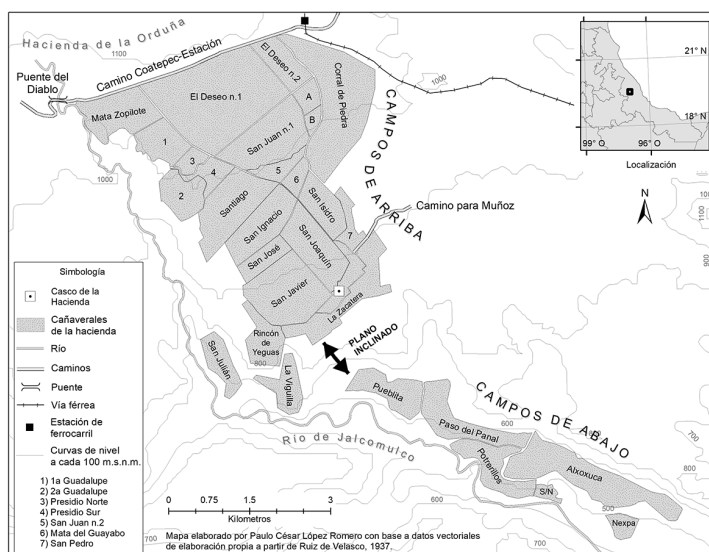 Hacienda de la Orduña
1100
Camino Coatepec-Estación
Puente del
Diablo
Mata Zopilote
El Deseo n.1
El Deseo n.2
Corral de Piedra
A
B
San Juan n.1
1
2
3
4
5
6
7
1000
1000
CAMPOS DE ARRIBA
Santiago
San Isidro
San Ignacio
San Joaquín
San José
San Javier
La Zacatera
Camino para Muñoz
Rincón
de
Yeguas
800
San Julián
La Viguilla
PLANO
INCLINADO
Pueblila
CAMPOS DE ABAJO
Paso del Panal
600
Potrerillos
Alxoxuca
S/N
Nexpa
Rio de Jalcomulco
600
500
700
800
900
1000
1100
21° N
18° N
99° O
96° O
Localización
N
Simbología
Casco de la
Hacienda
Cañaverales
de la hacienda
Río
Caminos
Puente
Vía férrea
Estación de
ferrocarril
Curvas de nivel
a cada 100 m.s.n.m.
1) 1a Guadalupe
2) 2a Guadalupe
3) Presidio Norte
4) Presidio Sur
5) San Juan n.2
6) Mata del Guayabo
7) San Pedro
0 0.75 1.5 3
Kilometros
Mapa elaborado por Paulo César López Romero con base a datos vectoriales
de elaboración propia a partir de Ruiz de Velasco, 1937.